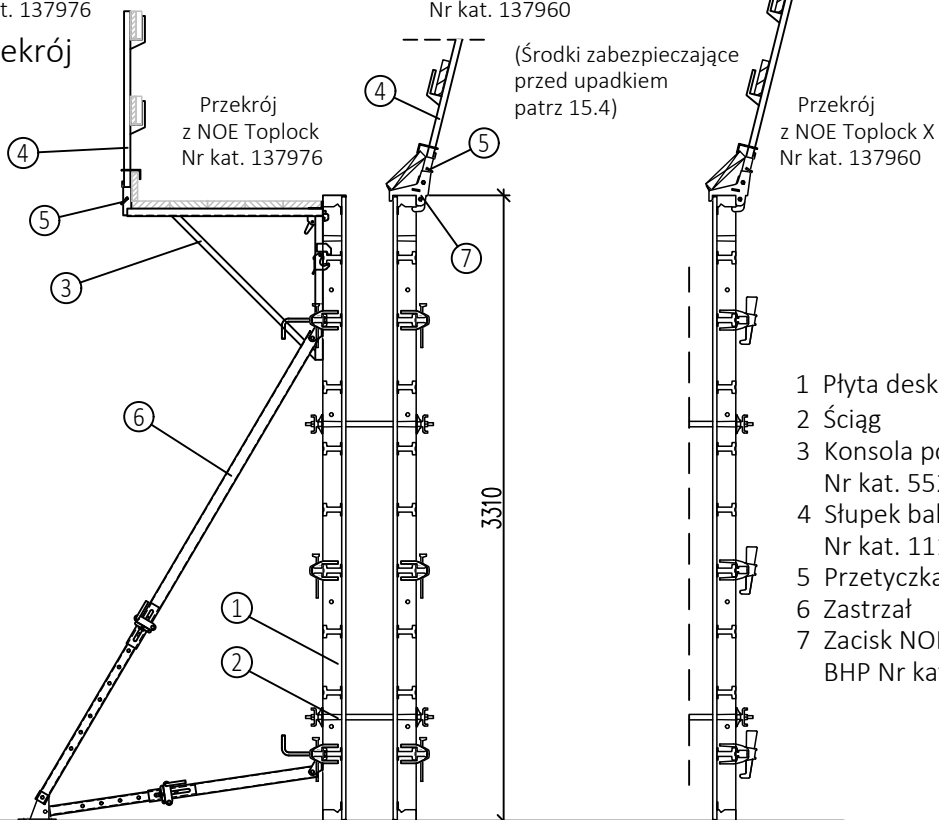 t. 137976
Nr kat. 137960
ekrój
(Środki zabezpieczające
przed upadkiem
patrz 15.4)
Przekrój
z NOE Toplock
Nr kat. 137976
Przekrój
z NOE Toplock X
Nr kat. 137960
4
4
5
5
7
3
6
3310
1
2
1 Płyta desk
2 Ściąg
3 Konsola po
Nr kat. 552
4 Słupek bal
Nr kat. 111
5 Przetyczka
6 Zastrzał
7 Zacisk NOE
BHP Nr kat